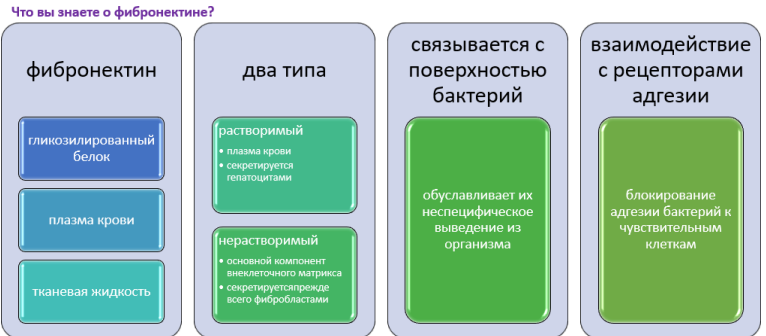 Что вы знаете о фибронектине?
фибронектин
гликозилированный
белок
плазма крови
тканевая жидкость
два типа
растворимый
• плазма крови
• секретируется
гепатоцитами
нерастворимый
• основной компонент
внеклеточного матрикса
• секретируетсяпрежде
всего фибробластами
связывается с
поверхностью
бактерий
обуславливает их
неспецифическое
выведение из
организма
взаимодействие
с рецепторами
адгезии
блокирование
адгезии бактерий к
чувствительным
клеткам